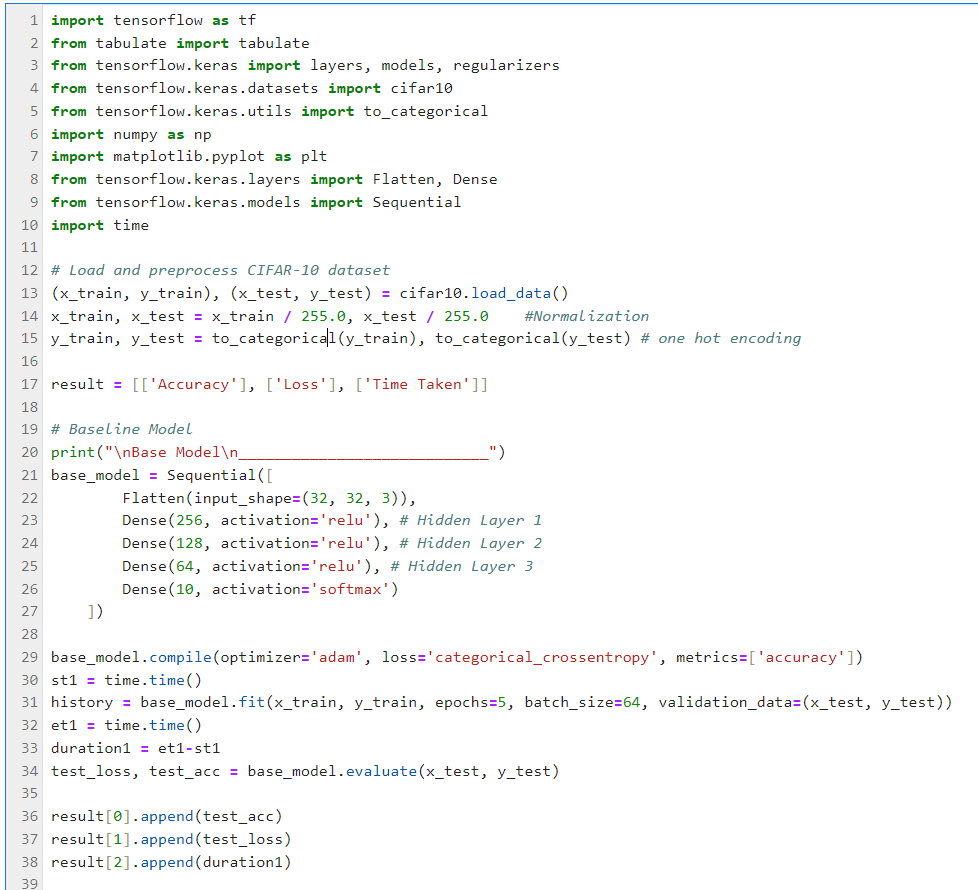 1 import tensorflow as tf
2 from tabulate import tabulate
3 from tensorflow.keras import layers, models, regularizers
4 from tensorflow.keras.datasets import cifar10
5 from tensorflow.keras.utils import to_categorical
6 import numpy as np
7 import matplotlib.pyplot as plt
8 from tensorflow.keras.layers import Flatten, Dense
9 from tensorflow.keras.models import Sequential
10 import time
11
12 # Load and preprocess CIFAR-10 dataset
13 (x_train, y_train), (x_test, y_test) = cifar10.load_data()
14 x_train, x_test = x_train / 255.0, x_test / 255.0    #Normalization
15 y_train, y_test = to_categorical(y_train), to_categorical(y_test) # one hot encoding
16
17 result = [['Accuracy'], ['Loss'], ['Time Taken']]
18
19 # Baseline Model
20 print("\nBase Model\n____________________________")
21 base_model = Sequential([
22         Flatten(input_shape=(32, 32, 3)),
23         Dense(256, activation='relu'), # Hidden Layer 1
24         Dense(128, activation='relu'), # Hidden Layer 2
25         Dense(64, activation='relu'), # Hidden Layer 3
26         Dense(10, activation='softmax')
27     ])
28
29 base_model.compile(optimizer='adam', loss='categorical_crossentropy', metrics=['accuracy'])
30 st1 = time.time()
31 history = base_model.fit(x_train, y_train, epochs=5, batch_size=64, validation_data=(x_test, y_test))
32 et1 = time.time()
33 duration1 = et1-st1
34 test_loss, test_acc = base_model.evaluate(x_test, y_test)
35
36 result[0].append(test_acc)
37 result[1].append(test_loss)
38 result[2].append(duration1)
39